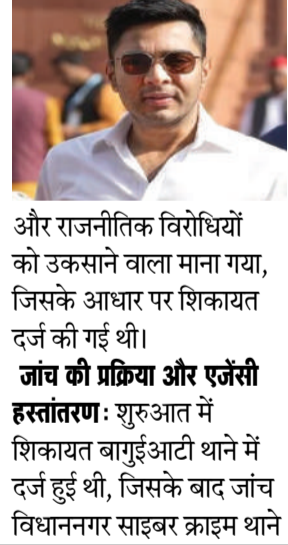 और राजनीतिक विरोधियों
को उकसाने वाला माना गया,
जिसके आधार पर शिकायत
दर्ज की गई थी।
जांच की प्रक्रिया और एजेंसी
हस्तांतरण: शुरुआत में
शिकायत बागुईआटी थाने में
दर्ज हुई थी, जिसके बाद जांच
विधाननगर साइबर क्राइम थाने